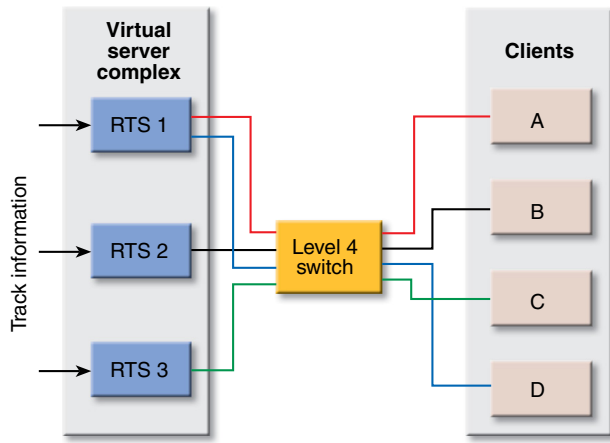 Virtual
server
complex
Clients
RTS 1
A
RTS 2
Level 4
switch
B
Track information
C
RTS 3
D